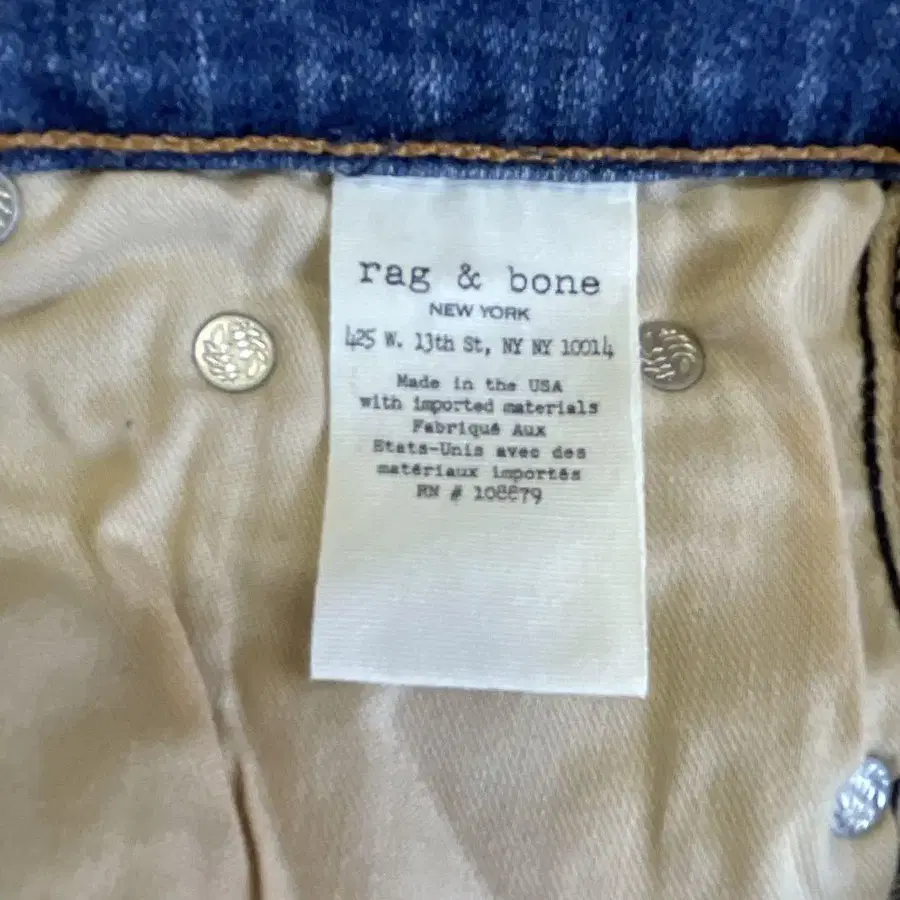 rag & bone
NEW YORK
425 W. 13th St, NY NY 10014
Made in the USA
with imported materials
Fabriqué Aux
Etats-Unis avec des
matériaux importés
RN # 108879